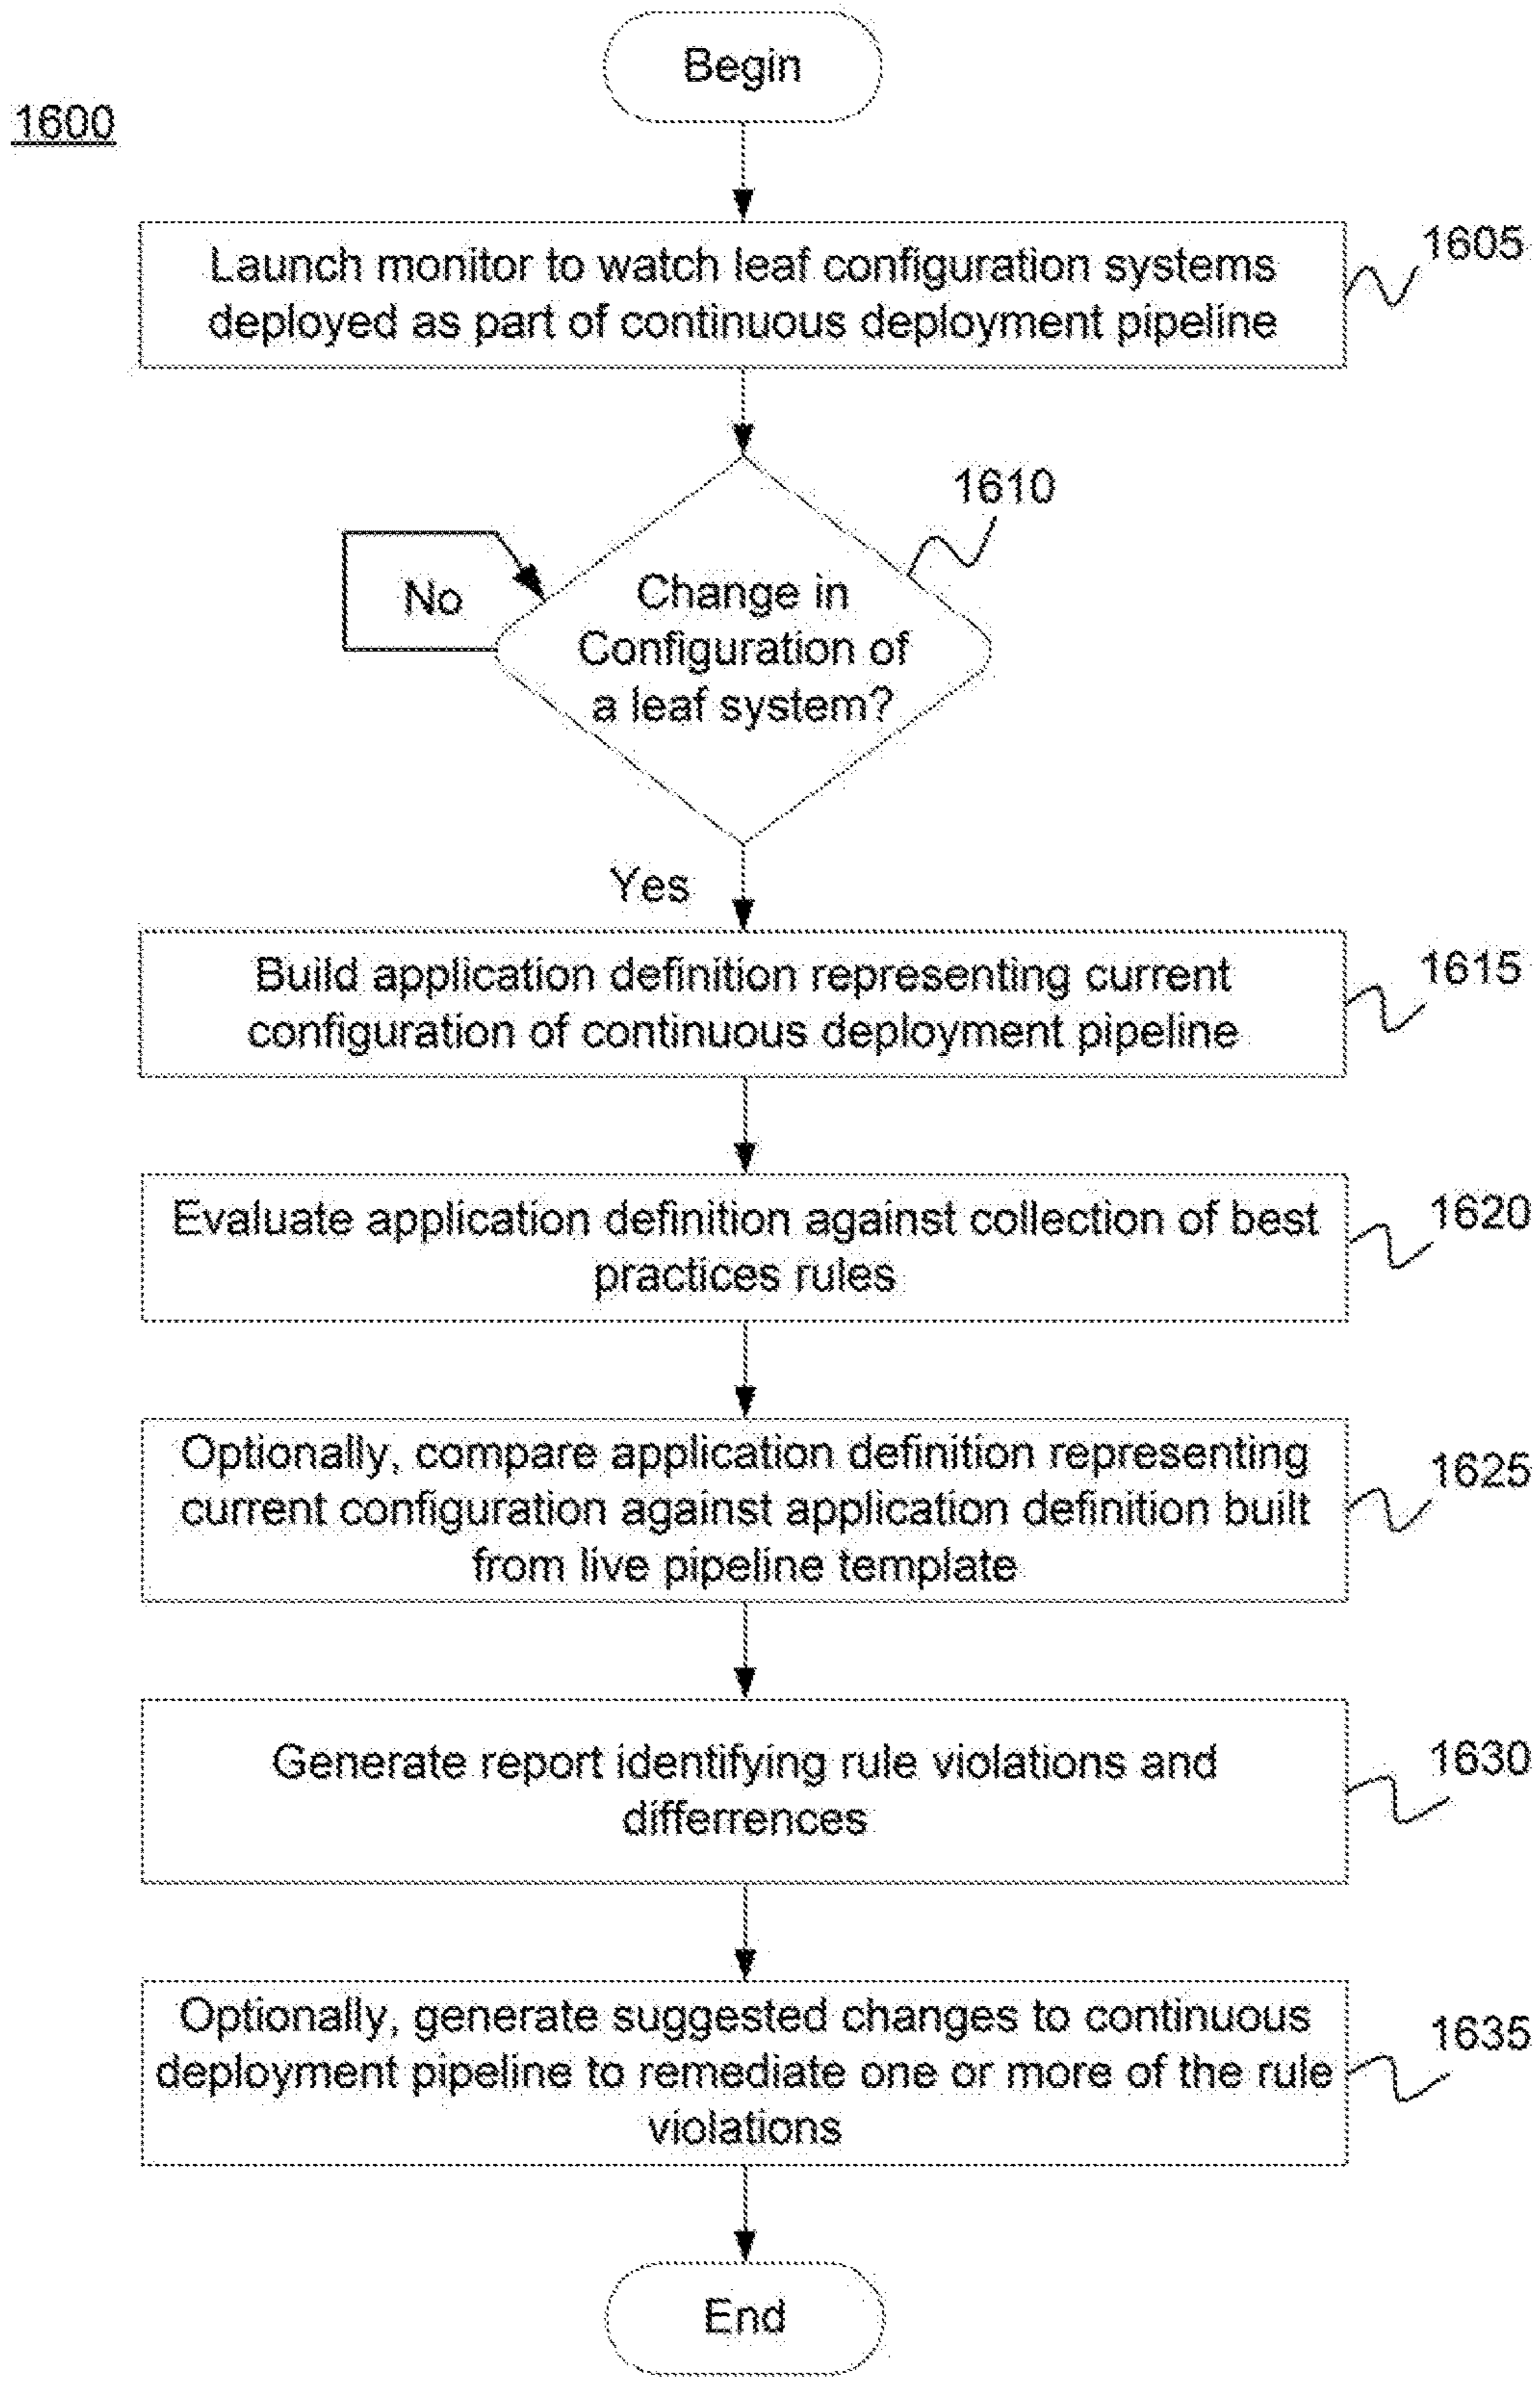 Begin
1600
Launch monitor to watch leaf configuration systems
deployed as part of continuous deployment pipeline
1605
1610
No
Change in
Configuration of
a leaf system?
Yes
Build application definition representing current
configuration of continuous deployment pipeline
1615
Evaluate application definition against collection of best
practices rules
1620
Optionally, compare application definition representing
current configuration against application definition built
from live pipeline template
1625
Generate report identifying rule violations and
differrences
1630
Optionally, generate suggested changes to continuous
deployment pipeline to remediate one or more of the rule
violations
1635
End